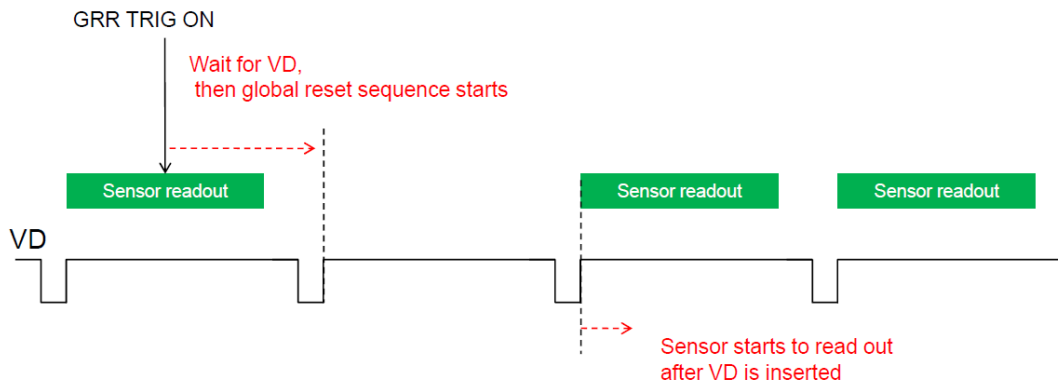 GRR TRIG ON
Wait for VD,
then global reset sequence starts
Sensor readout
Sensor readout
Sensor readout
VD
Sensor starts to read out
after VD is inserted